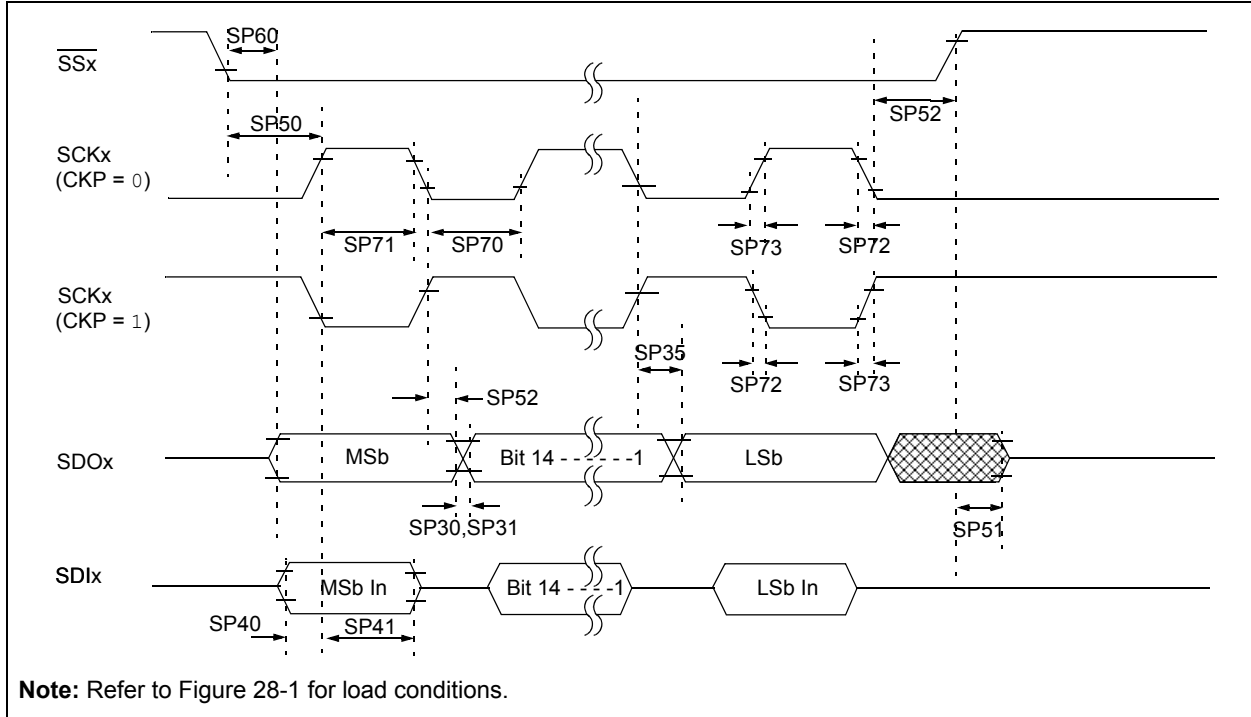 SP60
SSx
SP50
SP52
SCKx
(CKP = 0)
SP71
SP70
SP73
SP72
SCKx
(CKP = 1)
SP35
SP72
SP73
SP52
SDOx
MSb
Bit 14 - - - - - -1
LSb
SP30,SP31
SP51
SDIx
MSb In
Bit 14 - - - -1
LSb In
SP40
SP41
Note: Refer to Figure 28-1 for load conditions.